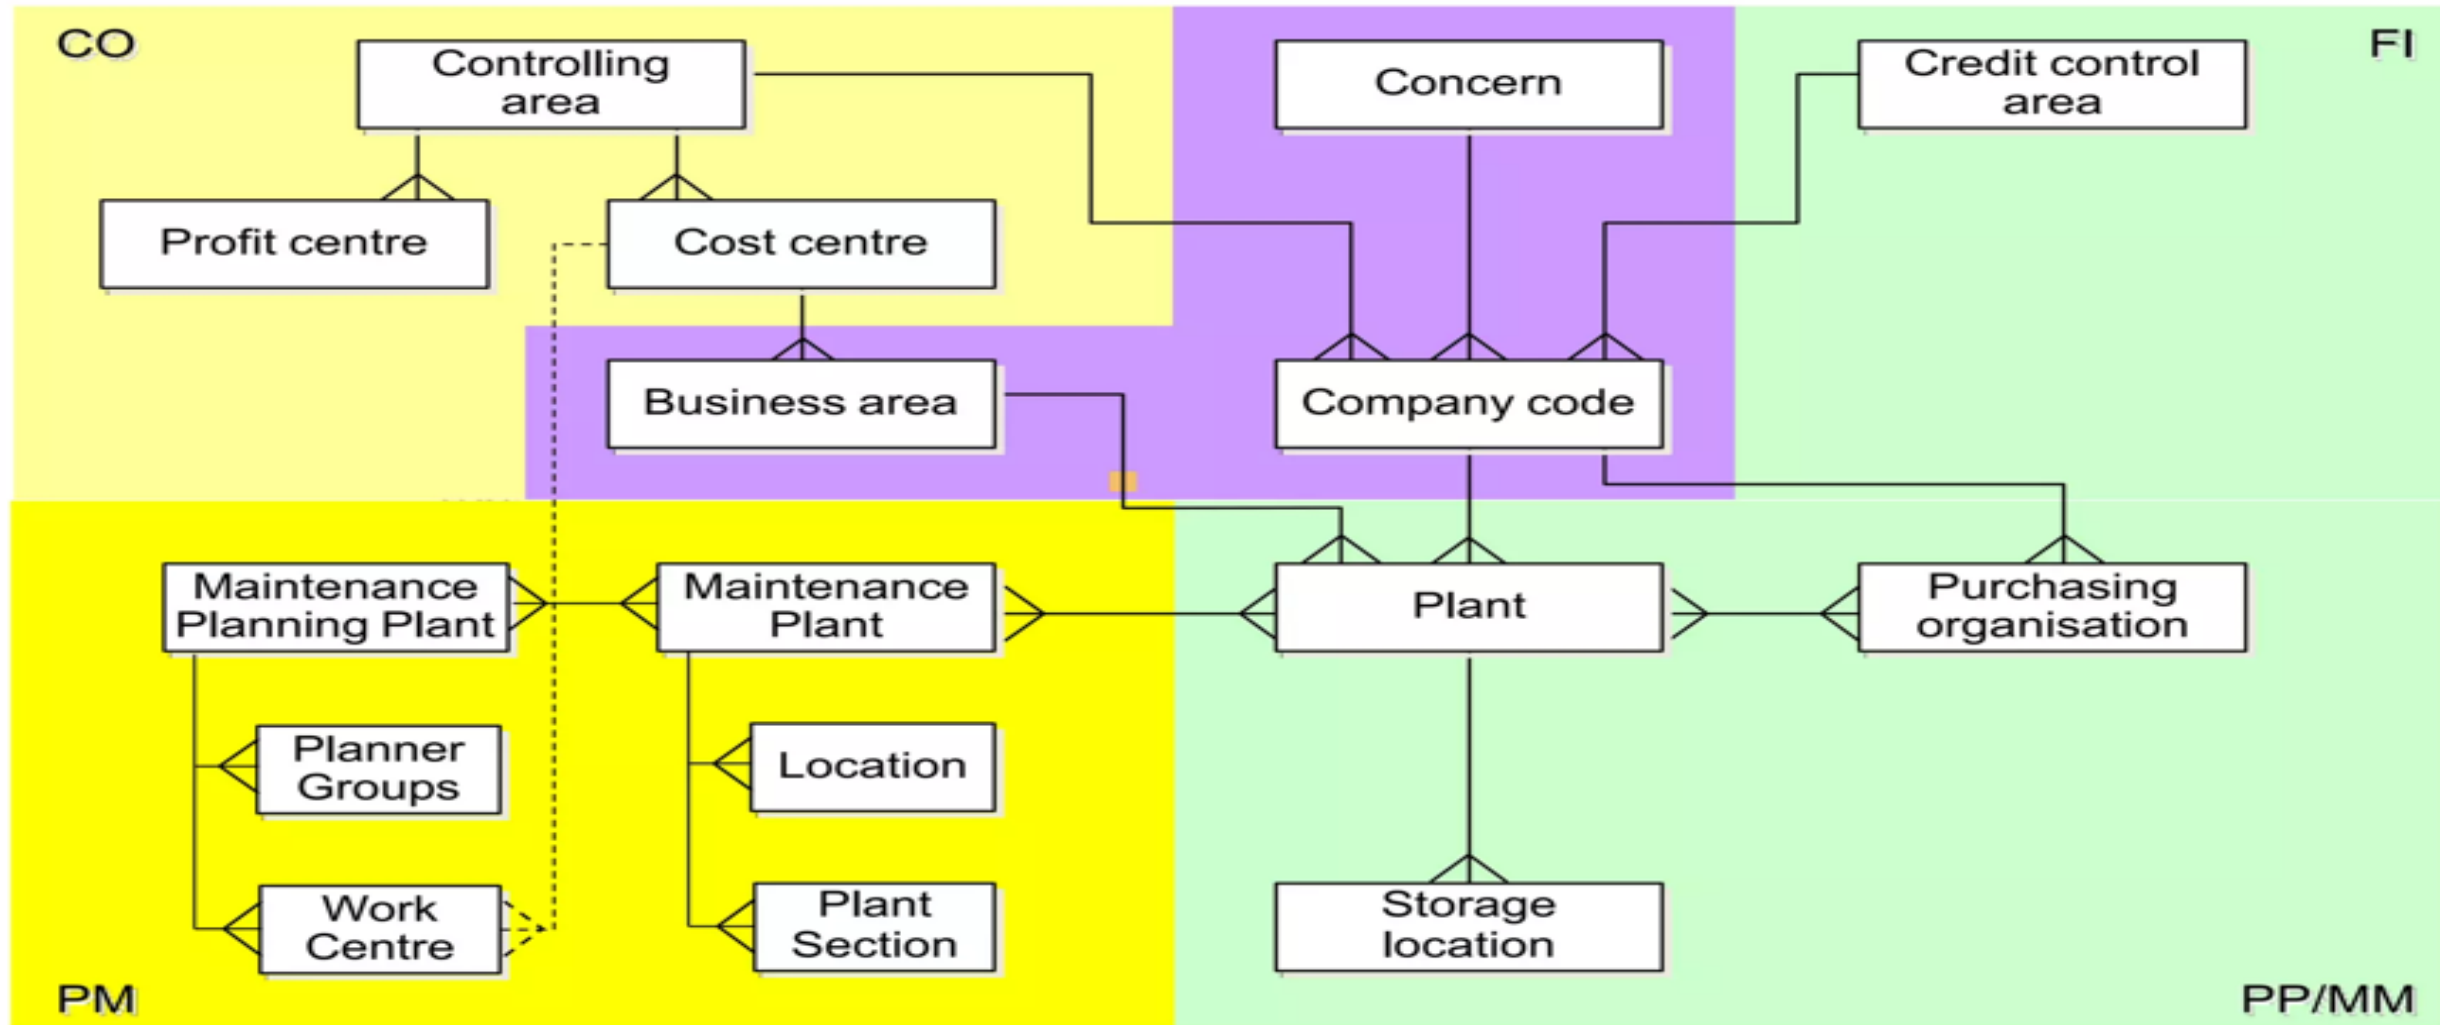 CO
Controlling
area
Concern
Credit control
area
FI
Profit centre
Cost centre
Business area
Company code
Maintenance
Planning Plant
Maintenance
Plant
Plant
Purchasing
organisation
Planner
Groups
Location
Work
Centre
Plant
Section
Storage
location
PM
PP/MM